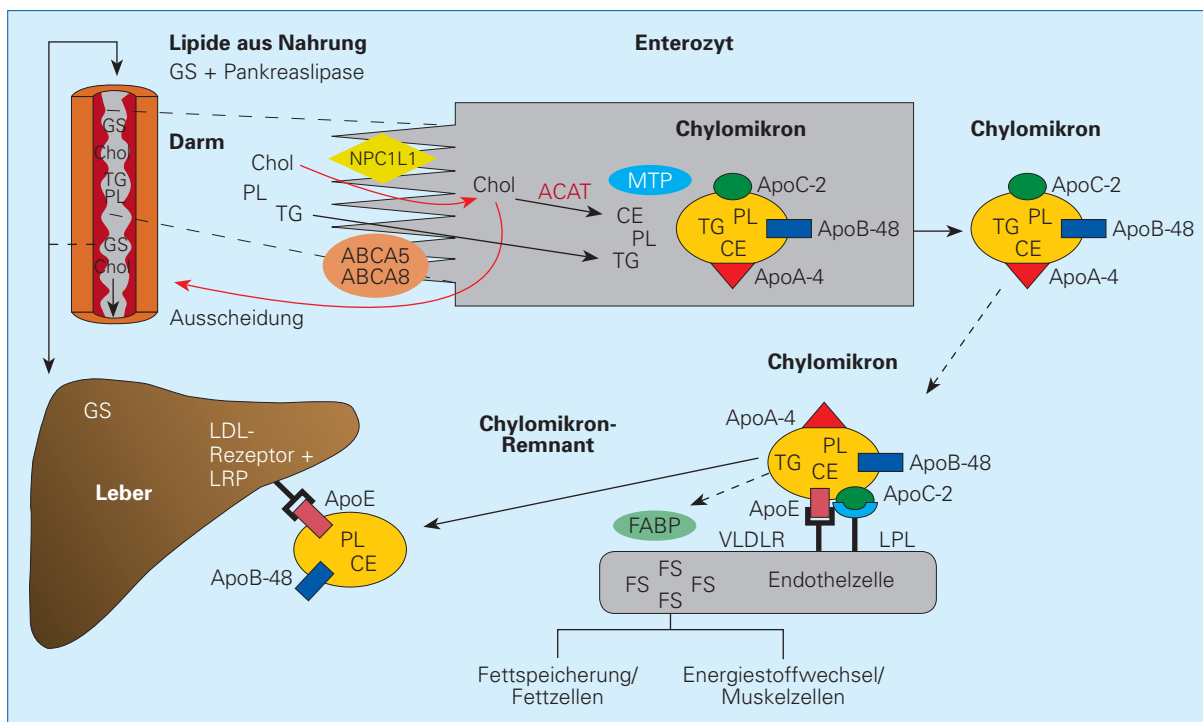 Lipide aus Nahrung
GS + Pankreaslipase
Enterozyt
GS
Chol
TG
PL
GS
Chol
Darm
Chol
PL
TG
NPC1L1
ABCA5
ABCA8
Ausscheidung
Chol
ACAT
MTP
CE
PL
TG
Chylomikron
ApoC-2
PL
TG
CE
ApoB-48
ApoA-4
Chylomikron
ApoC-2
PL
TG
CE
ApoB-48
ApoA-4
Chylomikron
ApoA-4
PL
TG
CE
ApoB-48
ApoC-2
ApoE
VLDLR
LPL
FABP
Endothelzelle
FS
FS
FS
FS
Fettspeicherung/
Fettzellen
Energiestoffwechsel/
Muskelzellen
Chylomikron-
Remnant
GS
LDL-
Rezeptor +
LRP
Leber
ApoE
PL
CE
ApoB-48